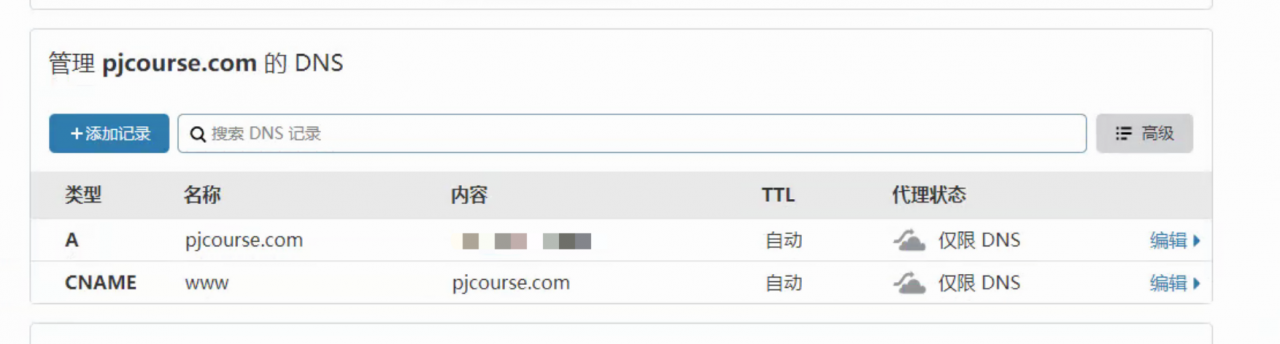 管理 pjcourse.com 的 DNS
+添加记录 搜索 DNS 记录 高级
类型 名称 内容 TTL 代理状态
A pjcourse.com 自动 仅限 DNS 编辑
CNAME www pjcourse.com 自动 仅限 DNS 编辑